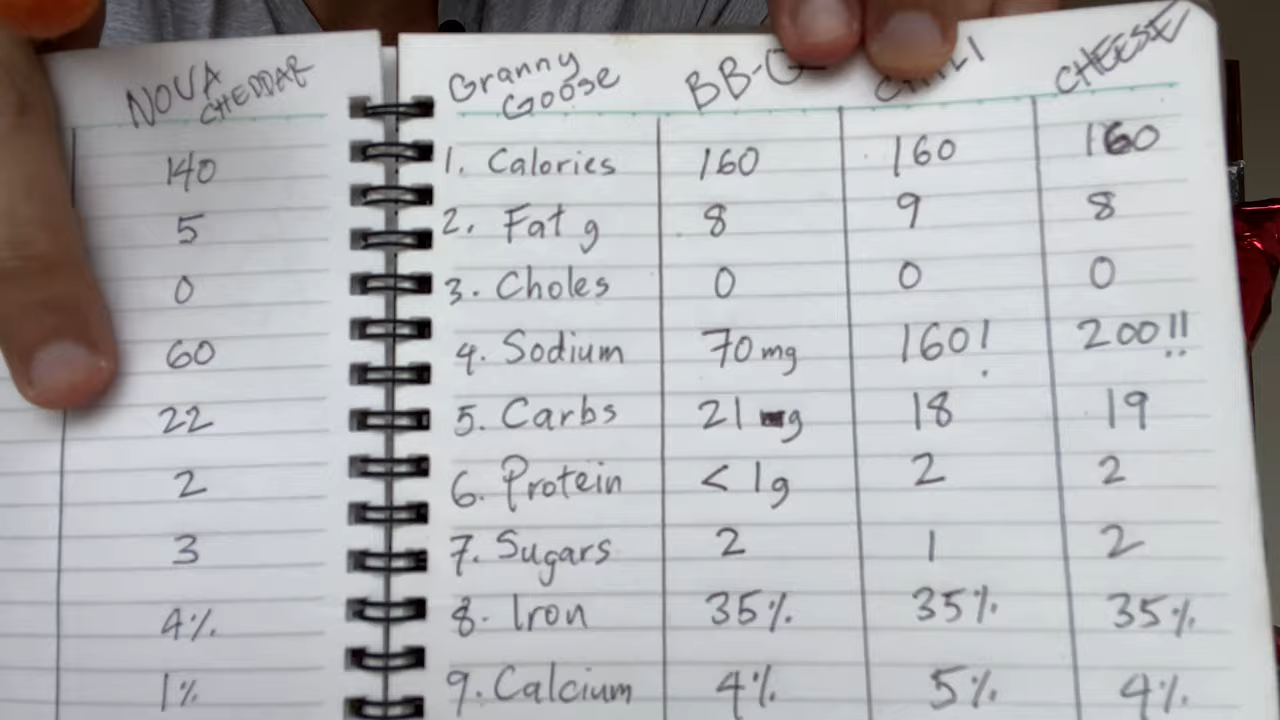 NOVA
CHEDDAR
140
5
0
60
22
2
3
4%
1%
Granny
Goose
BB-G
CHILI
CHEESE
1. Calories 160 160 160
2. Fat g 8 9 8
3. Choles 0 0 0
4. Sodium 70mg 160! 200!!
5. Carbs 21 g 18 19
6. Protein <1g 2 2
7. Sugars 2 1 2
8. Iron 35% 35% 35%
9. Calcium 4% 5% 4%